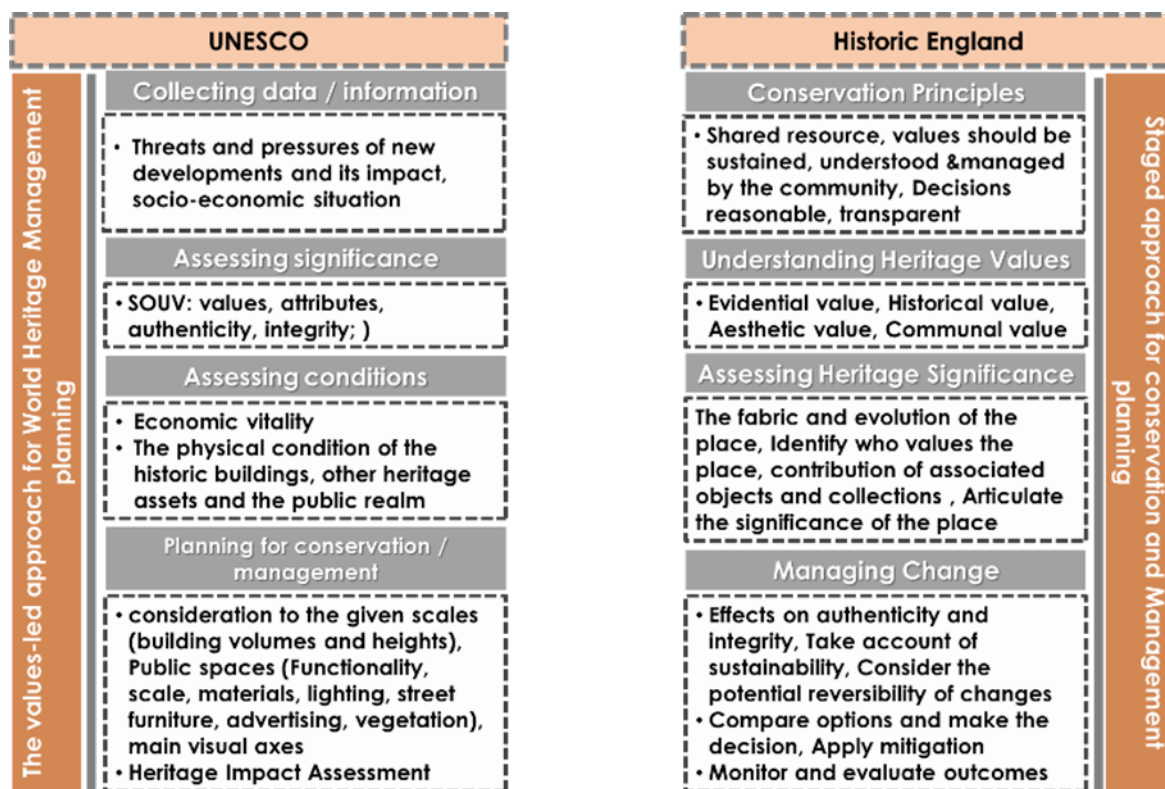 UNESCO
The values-led approach for World Heritage Management
planning
Collecting data / information
• Threats and pressures of new
developments and its impact,
socio-economic situation
Assessing significance
• SOUV: values, attributes,
authenticity, integrity; )
Assessing conditions
• Economic vitality
• The physical condition of the
historic buildings, other heritage
assets and the public realm
Planning for conservation /
management
• consideration to the given scales
(building volumes and heights),
Public spaces (Functionality,
scale, materials, lighting, street
furniture, advertising, vegetation),
main visual axes
• Heritage Impact Assessment
Historic England
Conservation Principles
• Shared resource, values should be
sustained, understood &managed
by the community, Decisions
reasonable, transparent
Understanding Heritage Values
• Evidential value, Historical value,
Aesthetic value, Communal value
Assessing Heritage Significance
The fabric and evolution of the
place, Identify who values the
place, contribution of associated
objects and collections , Articulate
the significance of the place
Managing Change
• Effects on authenticity and
integrity, Take account of
sustainability, Consider the
potential reversibility of changes
• Compare options and make the
decision, Apply mitigation
• Monitor and evaluate outcomes
Staged approach for conservation and Management
planning